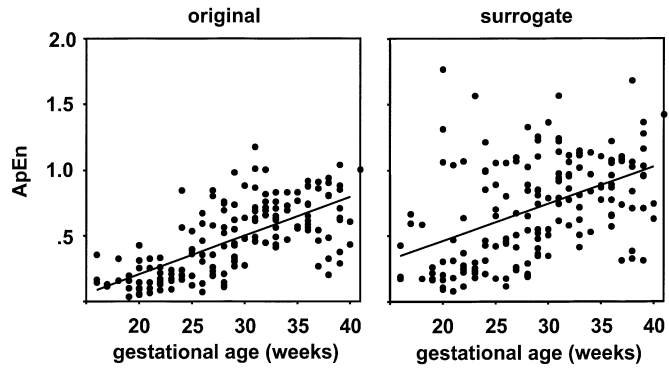 original surrogate
2.0
1.5
ApEn
1.0
.5
20 25 30 35 40 20 25 30 35 40
gestational age (weeks) gestational age (weeks)